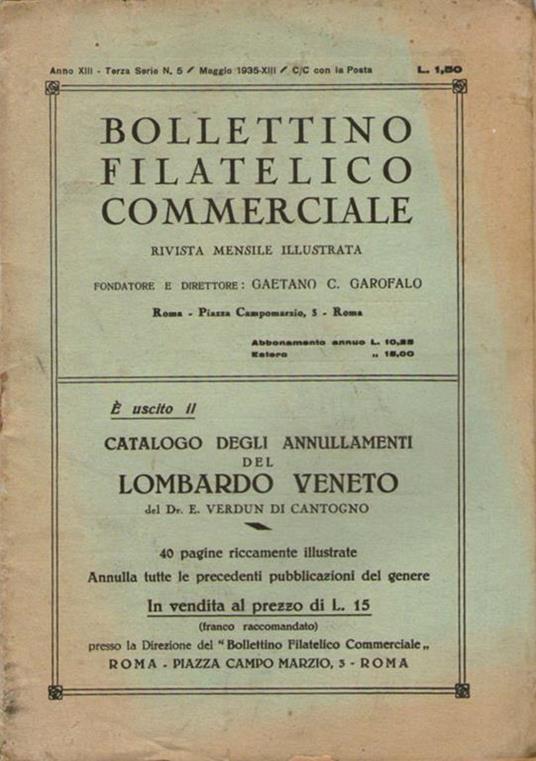 Anno XIII - Terza Serie N. 5 / Maggio 1935-XIII / C/C con la Posta L. 1,50
BOLLETTINO
FILATELICO
COMMERCIALE
RIVISTA MENSILE ILLUSTRATA
FONDATORE E DIRETTORE: GAETANO C. GAROFALO
Roma - Piazza Campomarzio, 3 - Roma
Abbonamento annuo L. 10,25
Estero „ 15,00
È uscito il
CATALOGO DEGLI ANNULLAMENTI
DEL
LOMBARDO VENETO
del Dr. E. VERDUN DI CANTOGNO
40 pagine riccamente illustrate
Annulla tutte le precedenti pubblicazioni del genere
In vendita al prezzo di L. 15
(franco raccomandato)
presso la Direzione del "Bollettino Filatelico Commerciale„
ROMA - PIAZZA CAMPO MARZIO, 3 - ROMA